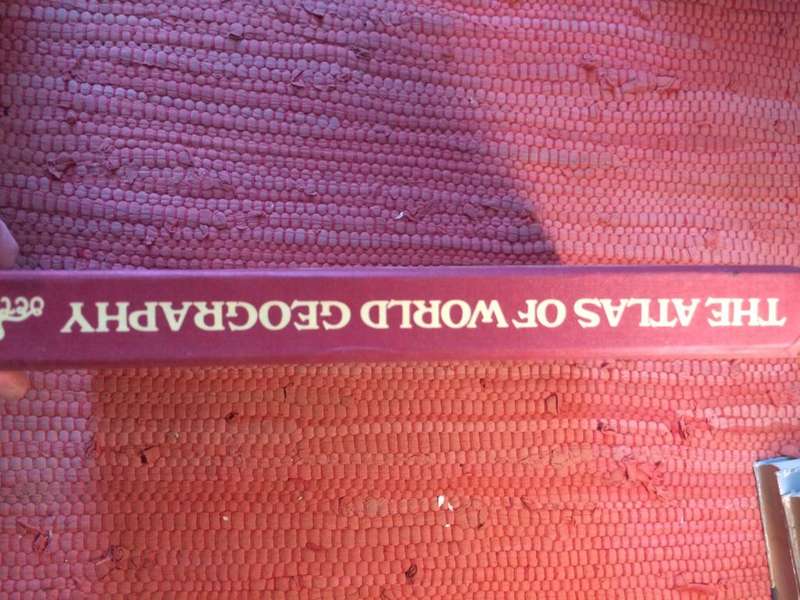 THE ATLAS OF WORLD GEOGRAPHY